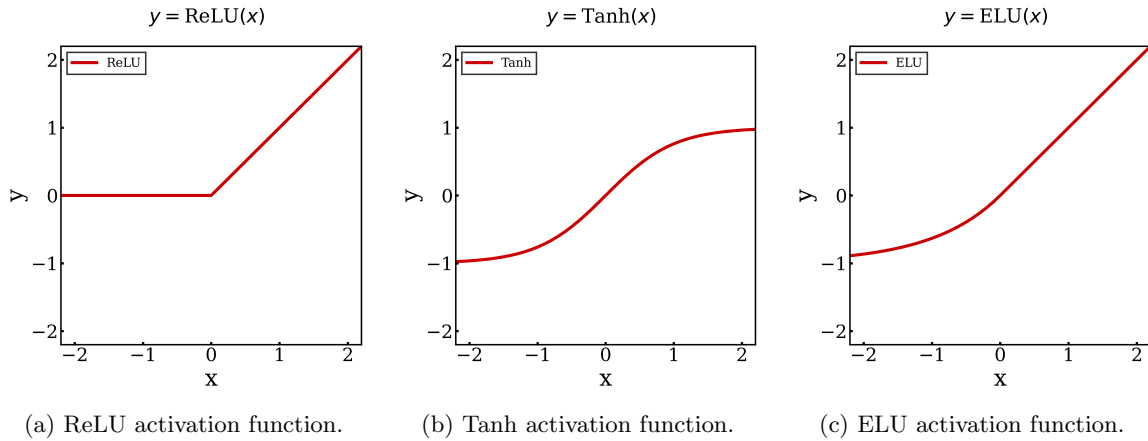 y = ReLU(x)
ReLU
2
1
0
−1
−2
y
−2 −1 0 1 2
x
(a) ReLU activation function.
y = Tanh(x)
Tanh
2
1
0
−1
−2
y
−2 −1 0 1 2
x
(b) Tanh activation function.
y = ELU(x)
ELU
2
1
0
−1
−2
y
−2 −1 0 1 2
x
(c) ELU activation function.